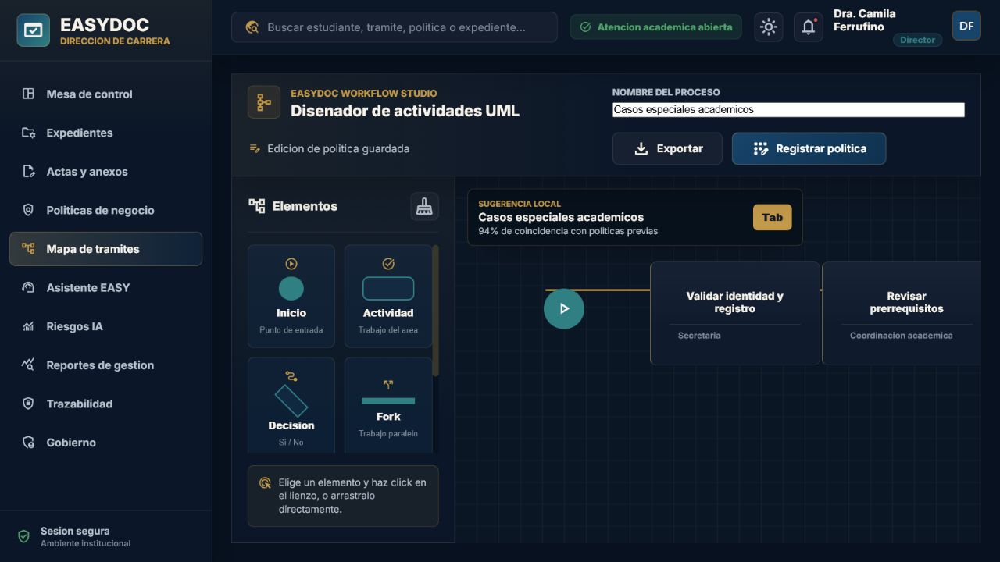 EASYDOC
DIRECCION DE CARRERA
Mesa de control
Expedientes
Actas y anexos
Politicas de negocio
Mapa de tramites
Asistente EASY
Riesgos IA
Reportes de gestion
Trazabilidad
Gobierno
Sesion segura
Ambiente institucional
Buscar estudiante, tramite, politica o expediente...
Atencion academica abierta
Dra. Camila
Ferrufino
Director
DF
EASYDOC WORKFLOW STUDIO
Disenador de actividades UML
Edicion de politica guardada
NOMBRE DEL PROCESO
Casos especiales academicos
Exportar
Registrar politica
Elementos
Inicio
Punto de entrada
Actividad
Trabajo del area
Decision
Si / No
Fork
Trabajo paralelo
Elige un elemento y haz click en
el lienzo, o arrastralo
directamente.
SUGERENCIA LOCAL
Casos especiales academicos
94% de coincidencia con politicas previas
Tab
Validar identidad y
registro
Secretaria
Revisar
prerrequisitos
Coordinacion academica